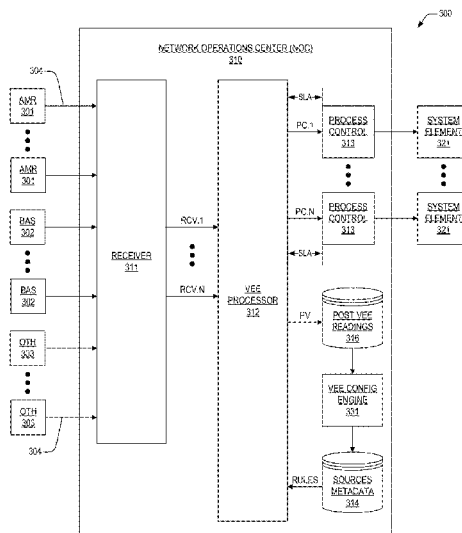 300
NETWORK OPERATIONS CENTER (NOC)
310
304
AMR
301
AMR
301
BAS
302
BAS
302
OTH
303
OTH
303
304
RECEIVER
311
RCV.1
RCV.N
VEE
PROCESSOR
312
SLA
PC.1
PC.N
SLA
PV
RULES
PROCESS
CONTROL
313
PROCESS
CONTROL
313
SYSTEM
ELEMENT
321
SYSTEM
ELEMENT
321
POST VEE
READINGS
316
VEE CONFIG
ENGINE
331
SOURCES
METADATA
314